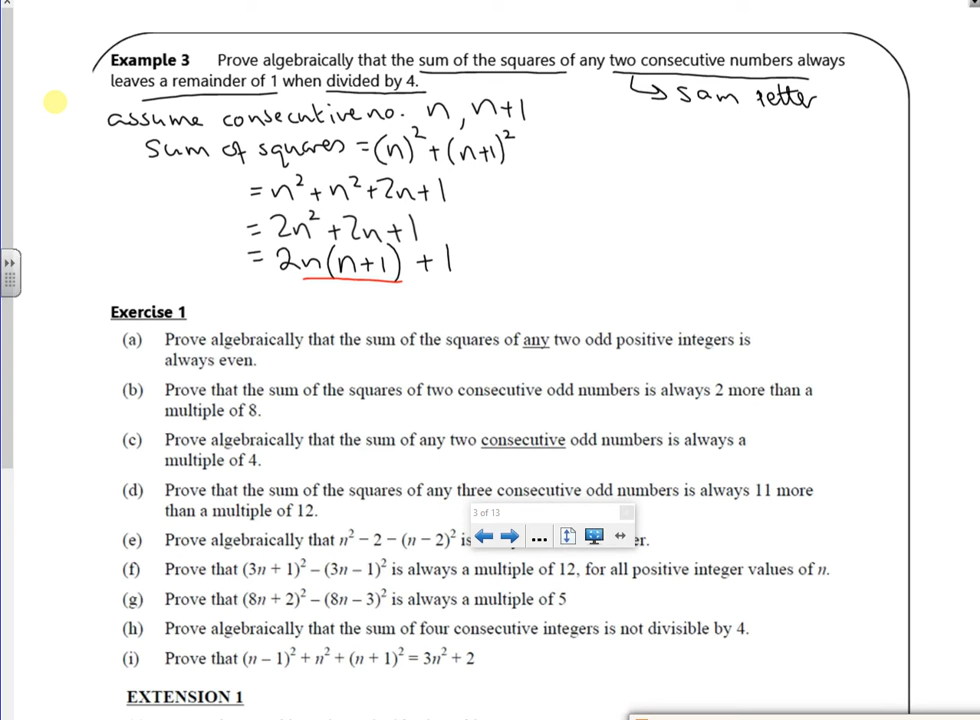 Example 3 Prove algebraically that the sum of the squares of any two consecutive numbers always
leaves a remainder of 1 when divided by 4.
↳ sam letter
assume consecutive no. n, n+1
Sum of squares = (n)² + (n+1)²
= n² + n² + 2n + 1
= 2n² + 2n + 1
= 2n(n+1) + 1
Exercise 1
(a) Prove algebraically that the sum of the squares of any two odd positive integers is
always even.
(b) Prove that the sum of the squares of two consecutive odd numbers is always 2 more than a
multiple of 8.
(c) Prove algebraically that the sum of any two consecutive odd numbers is always a
multiple of 4.
(d) Prove that the sum of the squares of any three consecutive odd numbers is always 11 more
than a multiple of 12.
3 of 13
(e) Prove algebraically that n² − 2 − (n − 2)² is er.
(f) Prove that (3n + 1)² − (3n − 1)² is always a multiple of 12, for all positive integer values of n.
(g) Prove that (8n + 2)² − (8n − 3)² is always a multiple of 5
(h) Prove algebraically that the sum of four consecutive integers is not divisible by 4.
(i) Prove that (n − 1)² + n² + (n + 1)² = 3n² + 2
EXTENSION 1